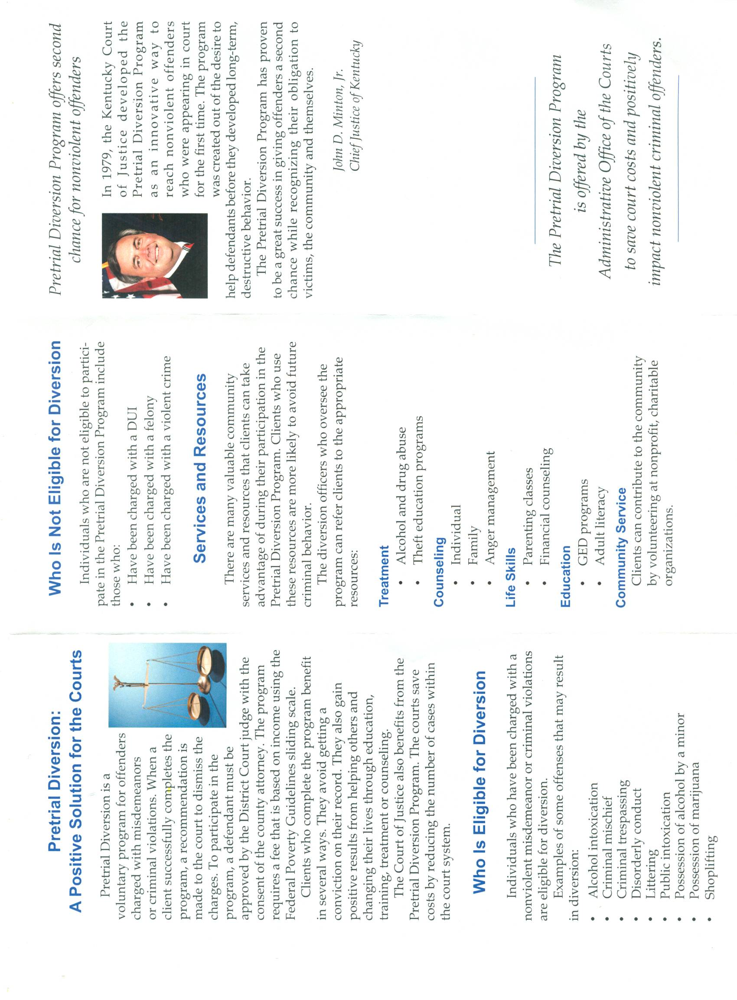 Pretrial Diversion:
A Positive Solution for the Courts
Pretrial Diversion is a
voluntary program for offenders
charged with misdemeanors
or criminal violations. When a
client successfully completes the
program, a recommendation is
made to the court to dismiss the
charges. To participate in the
program, a defendant must be
approved by the District Court judge with the
consent of the county attorney. The program
requires a fee that is based on income using the
Federal Poverty Guidelines sliding scale.
Clients who complete the program benefit
in several ways. They avoid getting a
conviction on their record. They also gain
positive results from helping others and
changing their lives through education,
training, treatment or counseling.
The Court of Justice also benefits from the
Pretrial Diversion Program. The courts save
costs by reducing the number of cases within
the court system.
Who Is Eligible for Diversion
Individuals who have been charged with a
nonviolent misdemeanor or criminal violations
are eligible for diversion.
Examples of some offenses that may result
in diversion:
• Alcohol intoxication
• Criminal mischief
• Criminal trespassing
• Disorderly conduct
• Littering
• Public intoxication
• Possession of alcohol by a minor
• Possession of marijuana
• Shoplifting
Who Is Not Eligible for Diversion
Individuals who are not eligible to partici-
pate in the Pretrial Diversion Program include
those who:
• Have been charged with a DUI
• Have been charged with a felony
• Have been charged with a violent crime
Services and Resources
There are many valuable community
services and resources that clients can take
advantage of during their participation in the
Pretrial Diversion Program. Clients who use
these resources are more likely to avoid future
criminal behavior.
The diversion officers who oversee the
program can refer clients to the appropriate
resources:
Treatment
• Alcohol and drug abuse
• Theft education programs
Counseling
• Individual
• Family
• Anger management
Life Skills
• Parenting classes
• Financial counseling
Education
• GED programs
• Adult literacy
Community Service
Clients can contribute to the community
by volunteering at nonprofit, charitable
organizations.
Pretrial Diversion Program offers second
chance for nonviolent offenders
In 1979, the Kentucky Court
of Justice developed the
Pretrial Diversion Program
as an innovative way to
reach nonviolent offenders
who were appearing in court
for the first time. The program
was created out of the desire to
help defendants before they developed long-term,
destructive behavior.
The Pretrial Diversion Program has proven
to be a great success in giving offenders a second
chance while recognizing their obligation to
victims, the community and themselves.
John D. Minton, Jr.
Chief Justice of Kentucky
The Pretrial Diversion Program
is offered by the
Administrative Office of the Courts
to save court costs and positively
impact nonviolent criminal offenders.